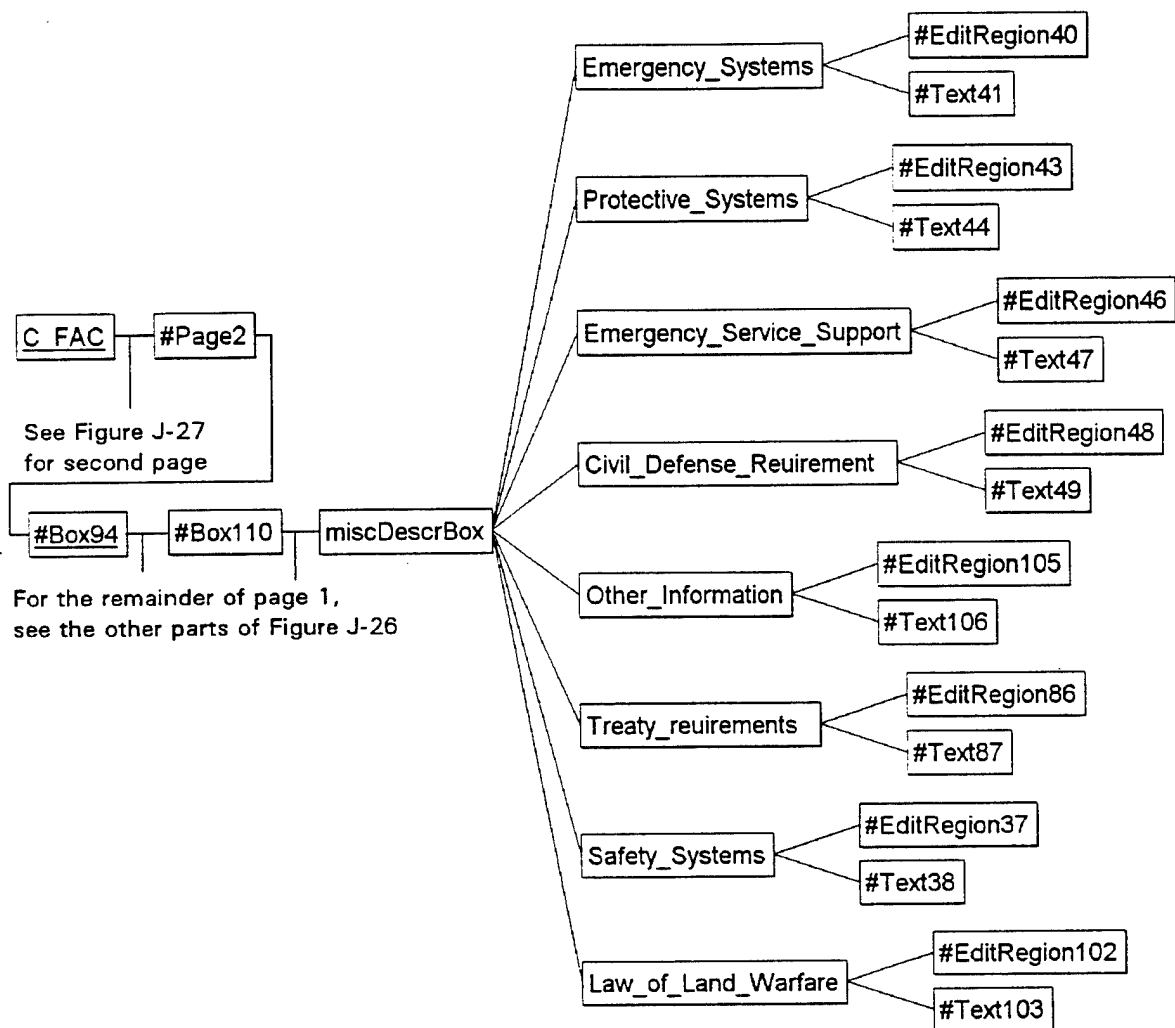 #EditRegion40
Emergency_Systems
#Text41
#EditRegion43
Protective_Systems
#Text44
#EditRegion46
C_FAC #Page2 Emergency_Service_Support
#Text47
See Figure J-27
for second page
#EditRegion48
Civil_Defense_Reuirement
#Text49
#Box94 #Box110 miscDescrBox
#EditRegion105
Other_Information
#Text106
For the remainder of page 1,
see the other parts of Figure J-26
#EditRegion86
Treaty_reuirements
#Text87
#EditRegion37
Safety_Systems
#Text38
#EditRegion102
Law_of_Land_Warfare
#Text103